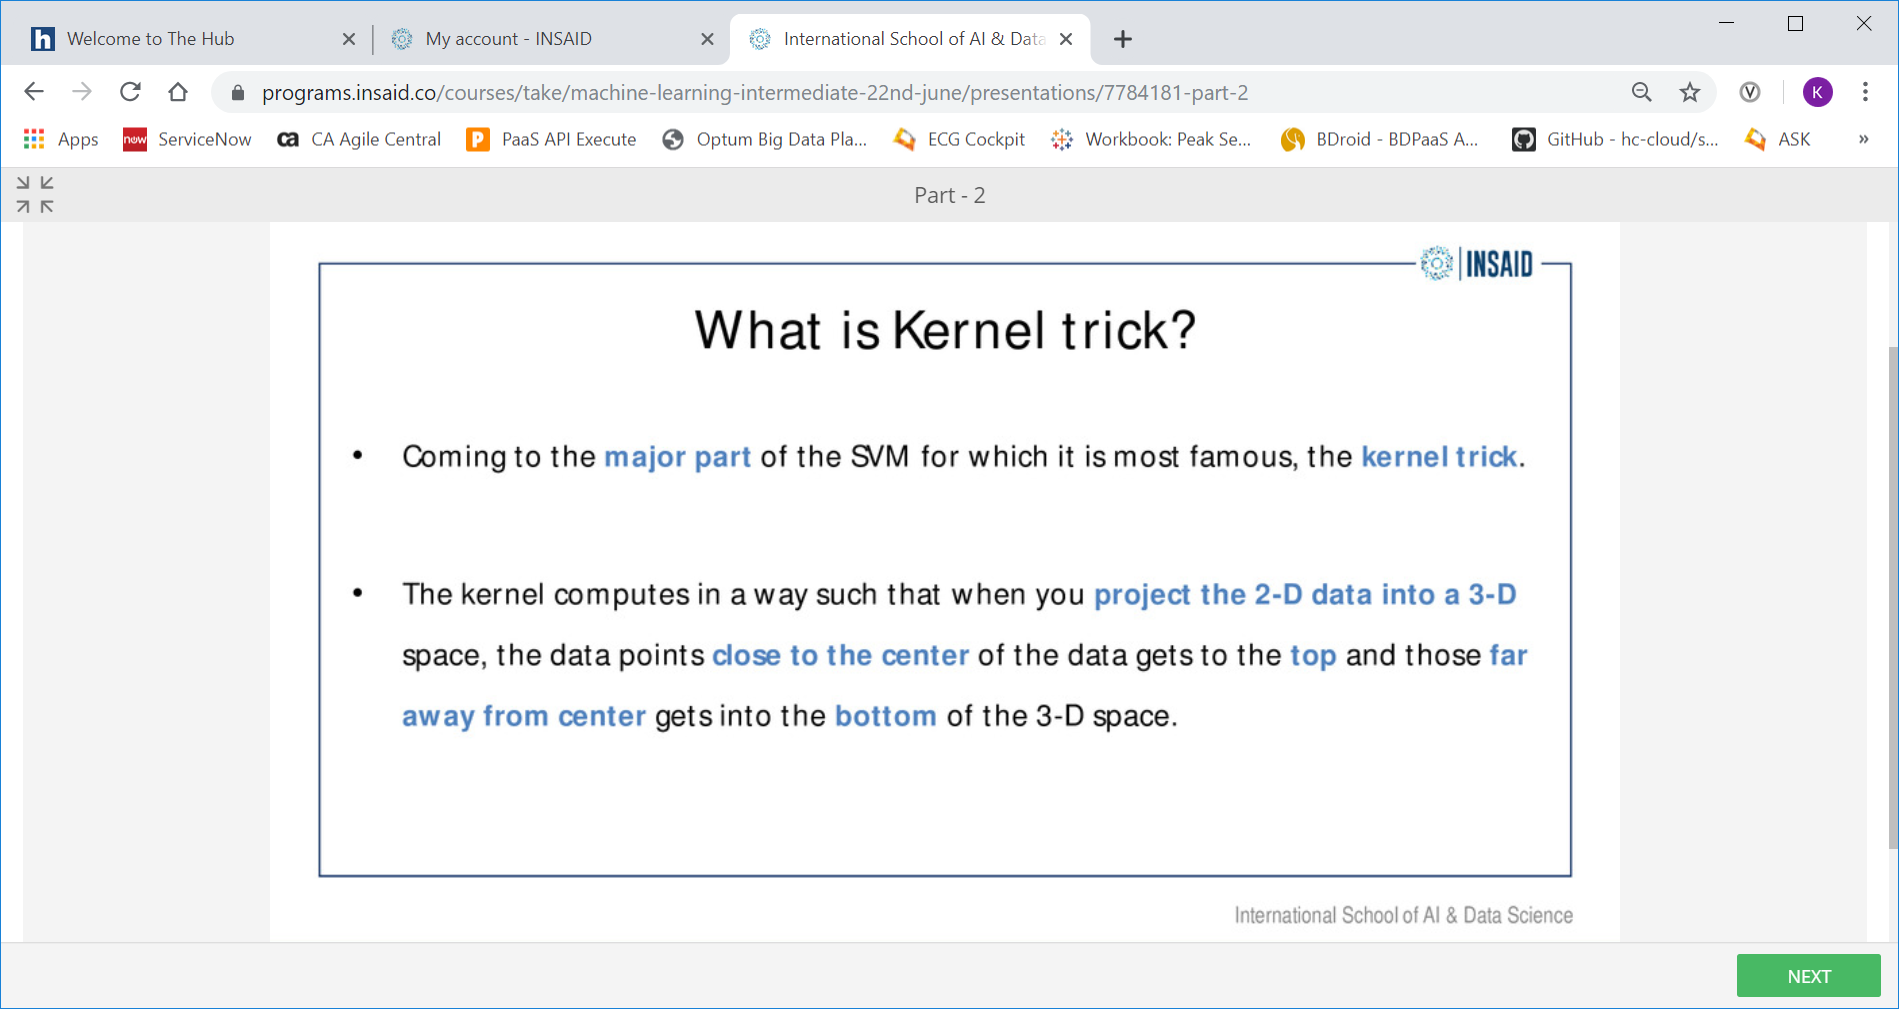 Welcome to The Hub
My account - INSAID
International School of AI & Data
programs.insaid.co/courses/take/machine-learning-intermediate-22nd-june/presentations/7784181-part-2
K
Apps
now ServiceNow
ca CA Agile Central
P PaaS API Execute
Optum Big Data Pla...
ECG Cockpit
Workbook: Peak Se...
BDroid - BDPaaS A...
GitHub - hc-cloud/s...
ASK
»
Part - 2
INSAID
What is Kernel trick?
• Coming to the major part of the SVM for which it is most famous, the kernel trick.
• The kernel computes in a way such that when you project the 2-D data into a 3-D
space, the data points close to the center of the data gets to the top and those far
away from center gets into the bottom of the 3-D space.
International School of AI & Data Science
NEXT